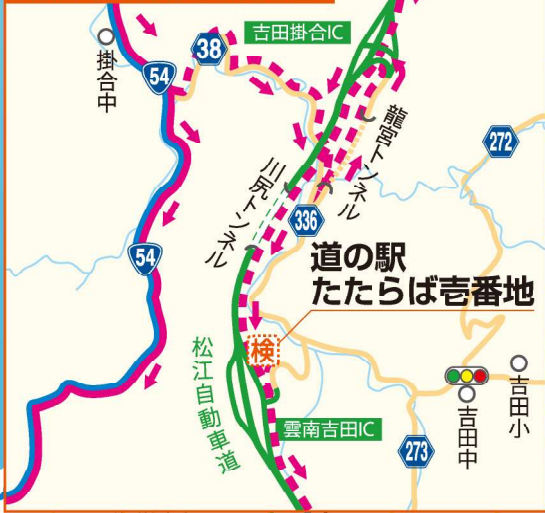 吉田掛合IC
38
掛合中
54
龍宮トンネル
272
川尻トンネル
336
54
道の駅
たたらば壱番地
検
松江自動車道
吉田小
吉田中
雲南吉田IC
273